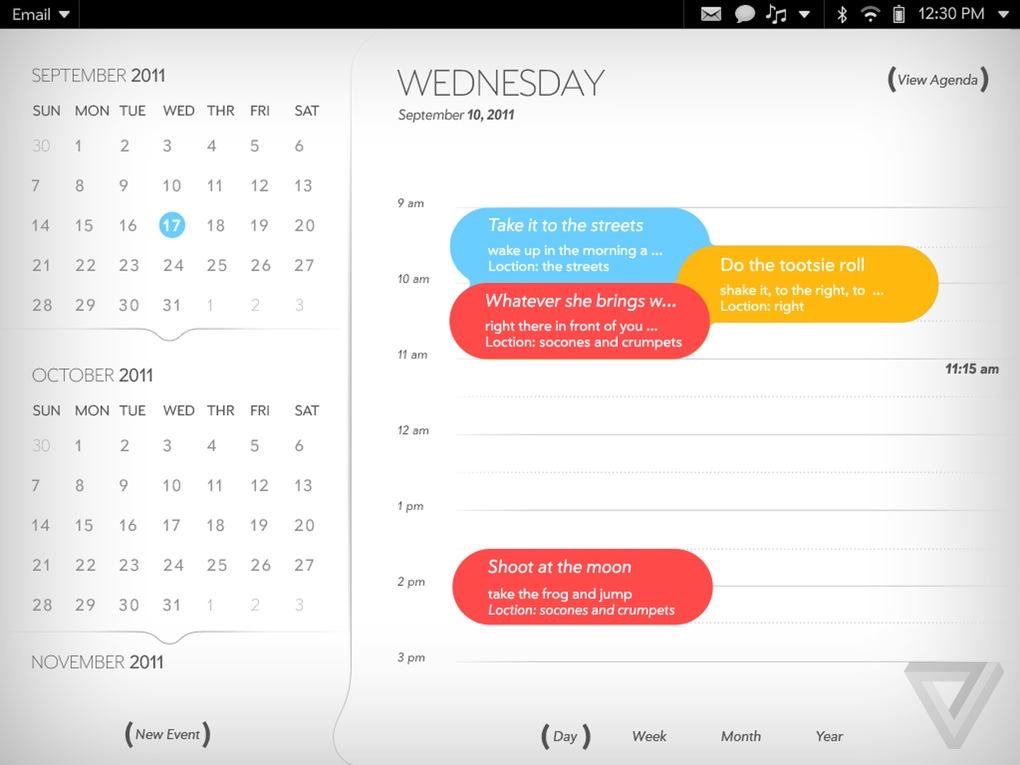 Email
12:30 PM
SEPTEMBER 2011
SUN MON TUE WED THR FRI SAT
30 1 2 3 4 5 6
7 8 9 10 11 12 13
14 15 16 17 18 19 20
21 22 23 24 25 26 27
28 29 30 31 1 2 3
OCTOBER 2011
SUN MON TUE WED THR FRI SAT
30 1 2 3 4 5 6
7 8 9 10 11 12 13
14 15 16 17 18 19 20
21 22 23 24 25 26 27
28 29 30 31 1 2 3
NOVEMBER 2011
(New Event)
WEDNESDAY
September 10, 2011
(View Agenda)
9 am
Take it to the streets
wake up in the morning a ...
Loction: the streets
Do the tootsie roll
shake it, to the right, to ...
Loction: right
10 am
Whatever she brings w...
right there in front of you ...
Loction: socones and crumpets
11 am
11:15 am
12 am
1 pm
Shoot at the moon
take the frog and jump
Loction: socones and crumpets
2 pm
3 pm
(Day) Week Month Year